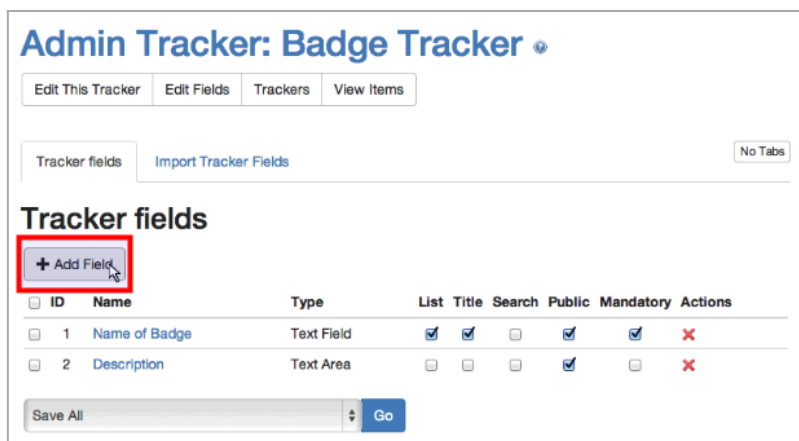 Admin Tracker: Badge Tracker
Edit This Tracker Edit Fields Trackers View Items
No Tabs
Tracker fields Import Tracker Fields
Tracker fields
+ Add Field
ID Name Type List Title Search Public Mandatory Actions
1 Name of Badge Text Field
2 Description Text Area
Save All Go